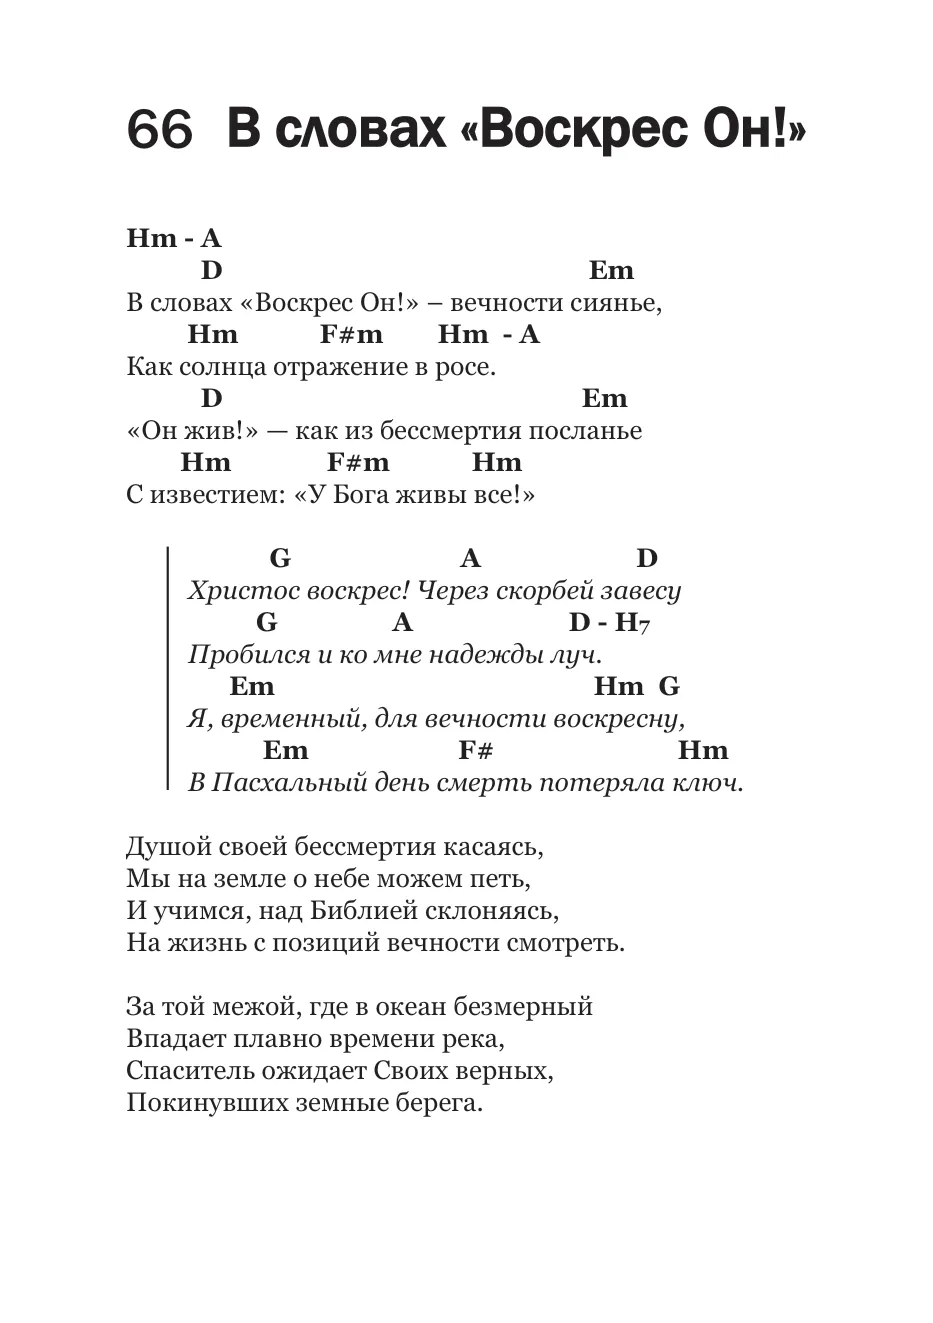 66 В словах «Воскрес Он!»
Hm - A
D Em
В словах «Воскрес Он!» – вечности сиянье,
Hm F#m Hm - A
Как солнца отражение в росе.
D Em
«Он жив!» — как из бессмертия посланье
Hm F#m Hm
С известием: «У Бога живы все!»
G A D
Христос воскрес! Через скорбей завесу
G A D - H7
Пробился и ко мне надежды луч.
Em Hm G
Я, временный, для вечности воскресну,
Em F# Hm
В Пасхальный день смерть потеряла ключ.
Душой своей бессмертия касаясь,
Мы на земле о небе можем петь,
И учимся, над Библией склоняясь,
На жизнь с позиций вечности смотреть.
За той межой, где в океан безмерный
Впадает плавно времени река,
Спаситель ожидает Своих верных,
Покинувших земные берега.